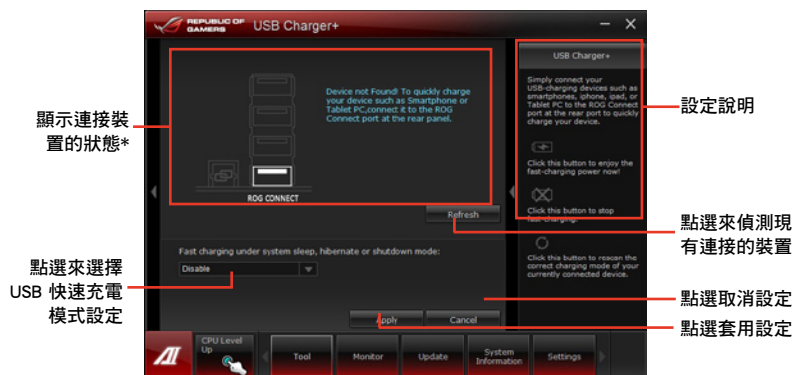 REPUBLIC OF
GAMERS
USB Charger+
Device not Found! To quickly charge
your device such as Smartphone or
Tablet PC,connect it to the ROG
Connect port at the rear panel.
ROG CONNECT
Refresh
Fast charging under system sleep, hibernate or shutdown mode:
Disable
Apply
Cancel
USB Charger+
Simply connect your
USB-charging devices such as
smartphones, iphone, ipad, or
Tablet PC to the ROG Connect
port at the rear port to quickly
charge your device.
Click this button to enjoy the
fast-charging power now!
Click this button to stop
fast-charging.
Click this button to rescan the
correct charging mode of your
currently connected device.
CPU Level
Up
Tool
Monitor
Update
System
Information
Settings
顯示連接裝
置的狀態*
點選來選擇
USB 快速充電
模式設定
設定說明
點選來偵測現
有連接的裝置
點選取消設定
點選套用設定